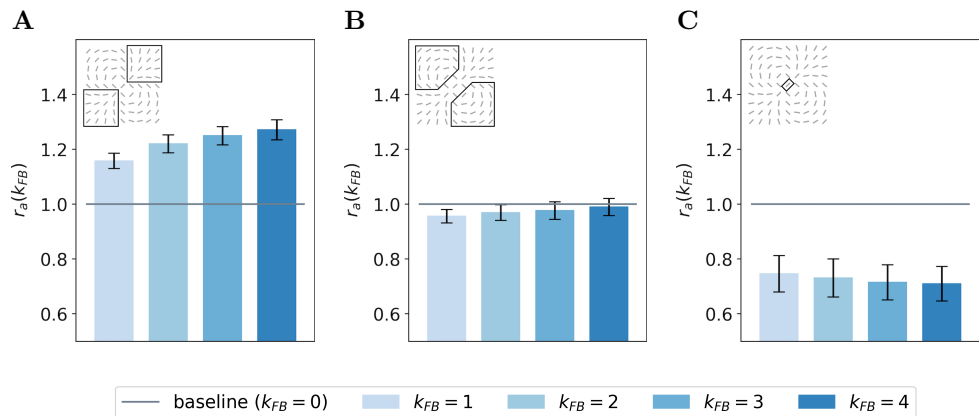 A
B
C
r_a(k_FB)
1.4
1.2
1.0
0.8
0.6
r_a(k_FB)
1.4
1.2
1.0
0.8
0.6
r_a(k_FB)
1.4
1.2
1.0
0.8
0.6
baseline (k_FB = 0) k_FB = 1 k_FB = 2 k_FB = 3 k_FB = 4